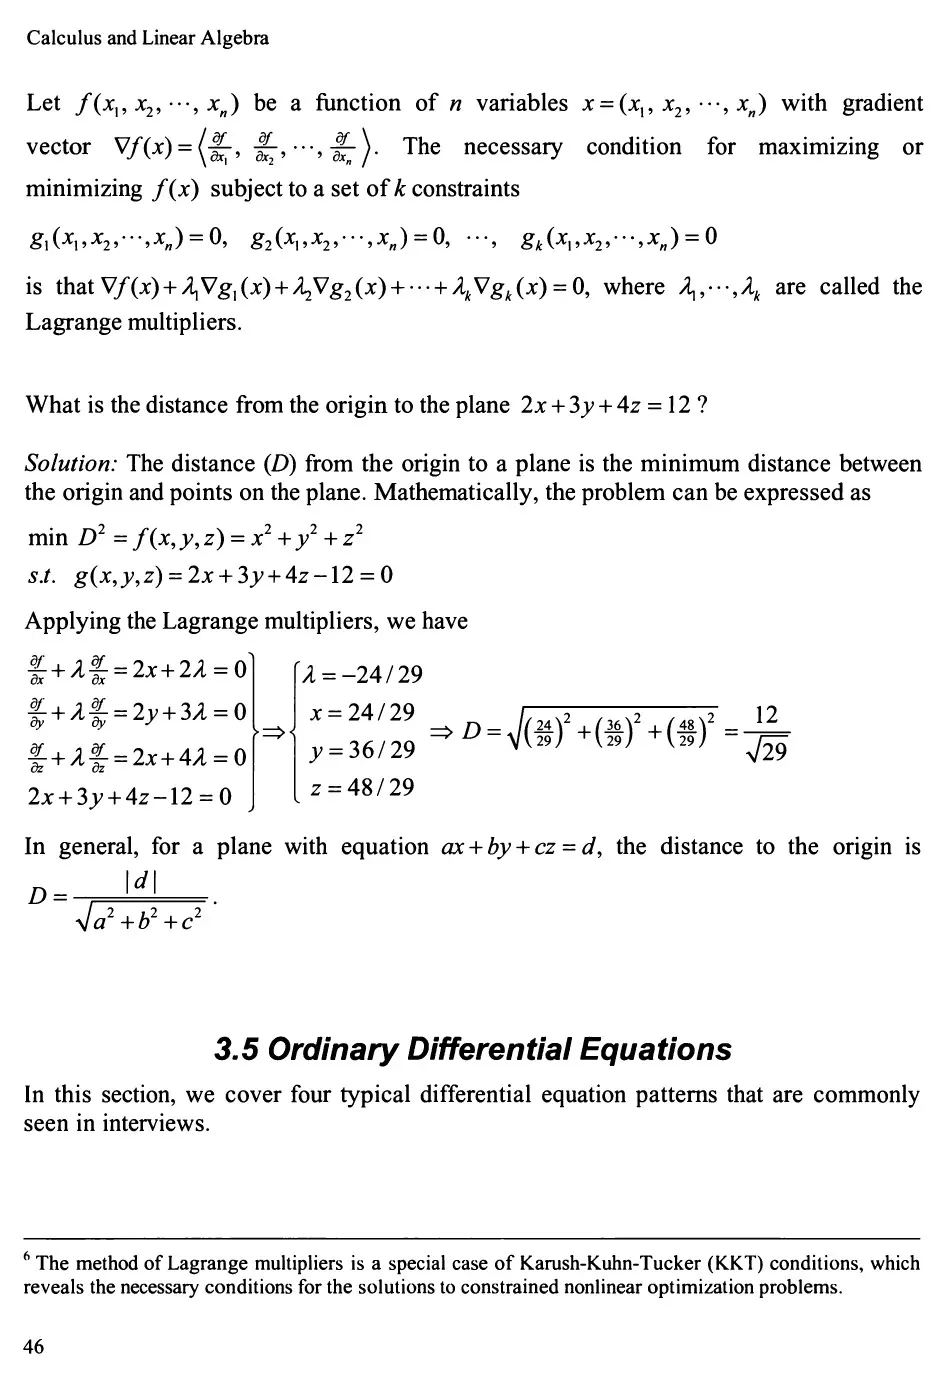 Calculus and Linear Algebra
Let f(x₁, x₂, ⋯, xₙ) be a function of n variables x = (x₁, x₂, ⋯, xₙ) with gradient
vector ∇f(x) = ⟨∂f/∂x₁, ∂f/∂x₂, ⋯, ∂f/∂xₙ⟩. The necessary condition for maximizing or
minimizing f(x) subject to a set of k constraints
g₁(x₁,x₂,⋯,xₙ) = 0, g₂(x₁,x₂,⋯,xₙ) = 0, ⋯, gₖ(x₁,x₂,⋯,xₙ) = 0
is that ∇f(x) + λ₁∇g₁(x) + λ₂∇g₂(x) + ⋯ + λₖ∇gₖ(x) = 0, where λ₁,⋯,λₖ are called the
Lagrange multipliers.
What is the distance from the origin to the plane 2x + 3y + 4z = 12 ?
Solution: The distance (D) from the origin to a plane is the minimum distance between
the origin and points on the plane. Mathematically, the problem can be expressed as
min D² = f(x, y, z) = x² + y² + z²
s.t. g(x, y, z) = 2x + 3y + 4z − 12 = 0
Applying the Lagrange multipliers, we have
∂f/∂x + λ ∂f/∂x = 2x + 2λ = 0
∂f/∂y + λ ∂f/∂y = 2y + 3λ = 0
∂f/∂z + λ ∂f/∂z = 2x + 4λ = 0
2x + 3y + 4z − 12 = 0
⇒
λ = −24/29
x = 24/29
y = 36/29
z = 48/29
⇒ D = √((24/29)² + (36/29)² + (48/29)²) = 12/√29
In general, for a plane with equation ax + by + cz = d, the distance to the origin is
D = |d|/√(a² + b² + c²).
3.5 Ordinary Differential Equations
In this section, we cover four typical differential equation patterns that are commonly
seen in interviews.
⁶ The method of Lagrange multipliers is a special case of Karush-Kuhn-Tucker (KKT) conditions, which
reveals the necessary conditions for the solutions to constrained nonlinear optimization problems.
46